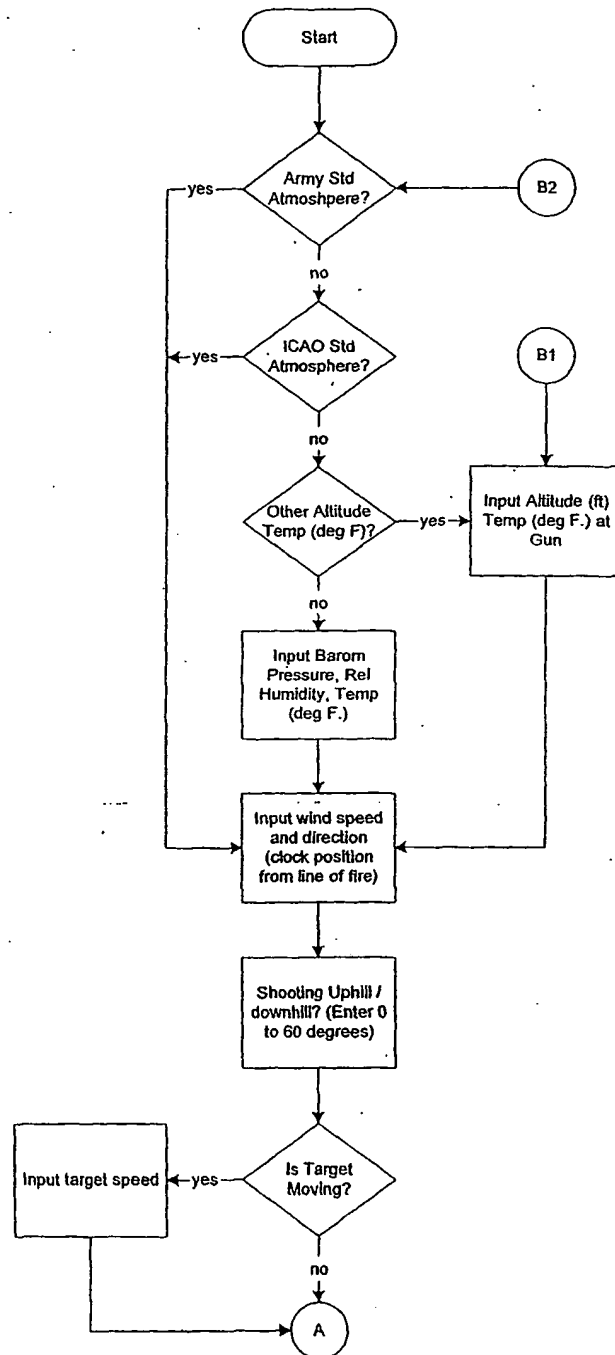 Start
Army Std
Atmoshpere?
yes
B2
no
ICAO Std
Atmosphere?
yes
B1
no
Other Altitude
Temp (deg F)?
yes
Input Altitude (ft)
Temp (deg F.) at
Gun
no
Input Barom
Pressure, Rel
Humidity, Temp
(deg F.)
Input wind speed
and direction
(clock position
from line of fire)
Shooting Uphill /
downhill? (Enter 0
to 60 degrees)
Input target speed
yes
Is Target
Moving?
no
A